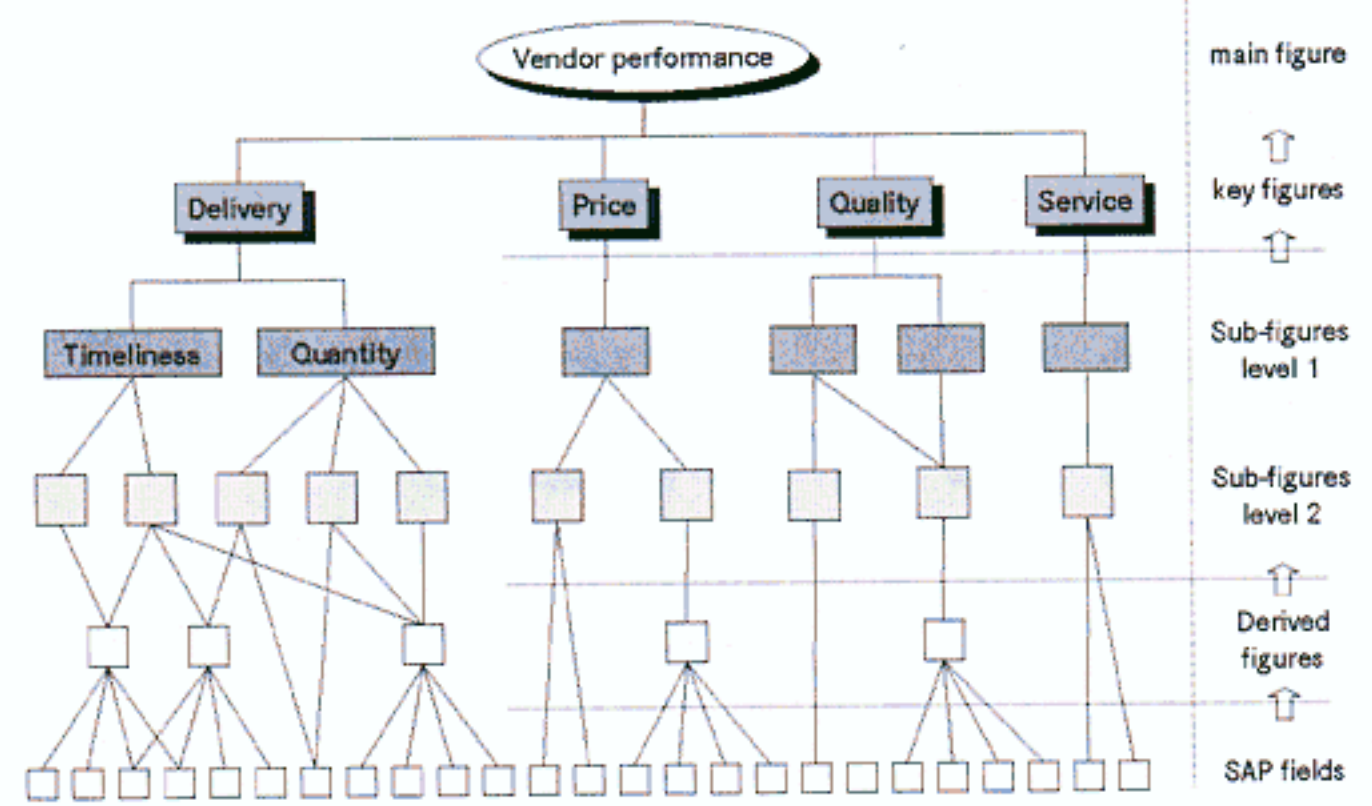 Vendor performance
main figure
key figures
Delivery
Price
Quality
Service
Timeliness
Quantity
Sub-figures
level 1
Sub-figures
level 2
Derived
figures
SAP fields